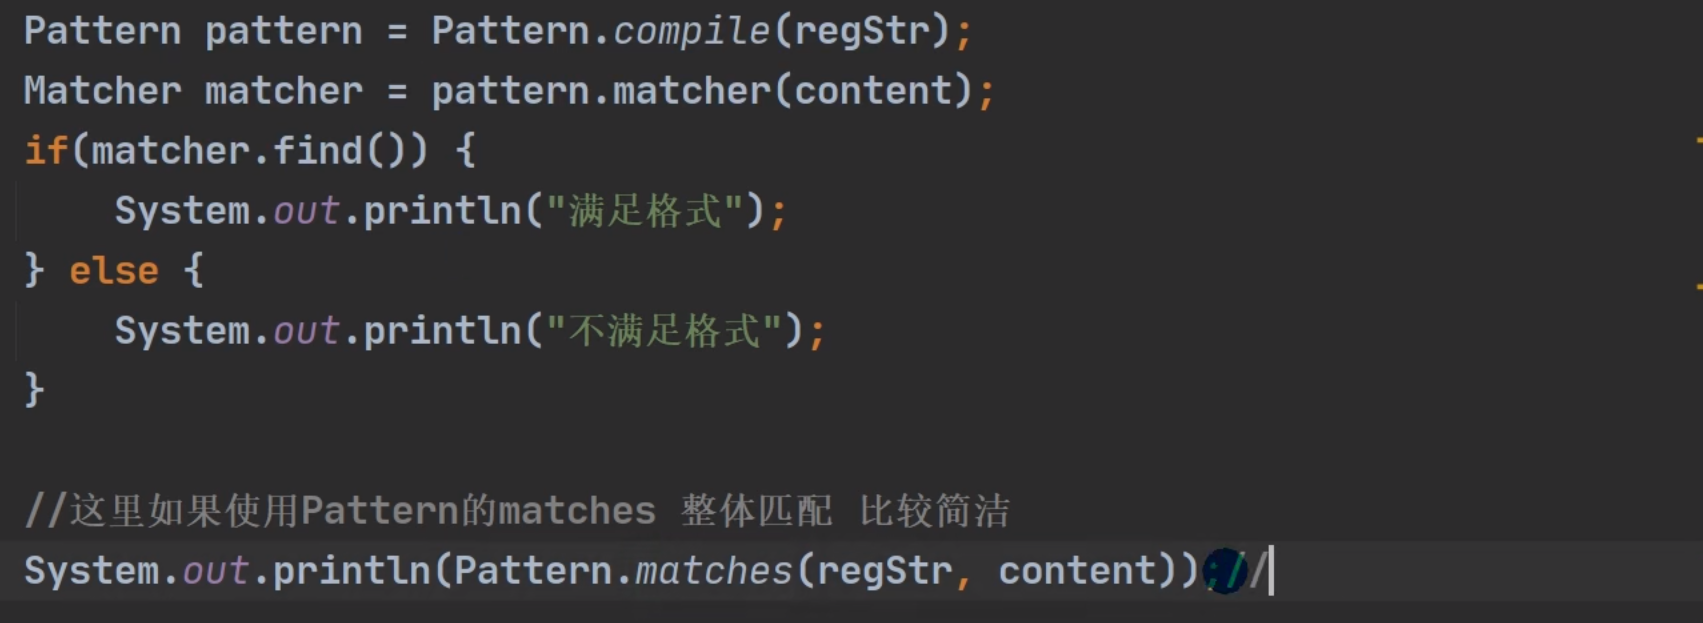 Pattern pattern = Pattern.compile(regStr);
Matcher matcher = pattern.matcher(content);
if(matcher.find()) {
System.out.println("满足格式");
} else {
System.out.println("不满足格式");
}
//这里如果使用Pattern的matches 整体匹配 比较简洁
System.out.println(Pattern.matches(regStr, content));//